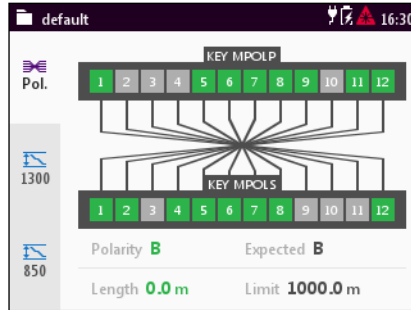 default 16:30
KEY MPOLP
Pol. 1 2 3 4 5 6 7 8 9 10 11 12
1300
KEY MPOLS
1 2 3 4 5 6 7 8 9 10 11 12
Polarity B Expected B
850
Length 0.0 m Limit 1000.0 m